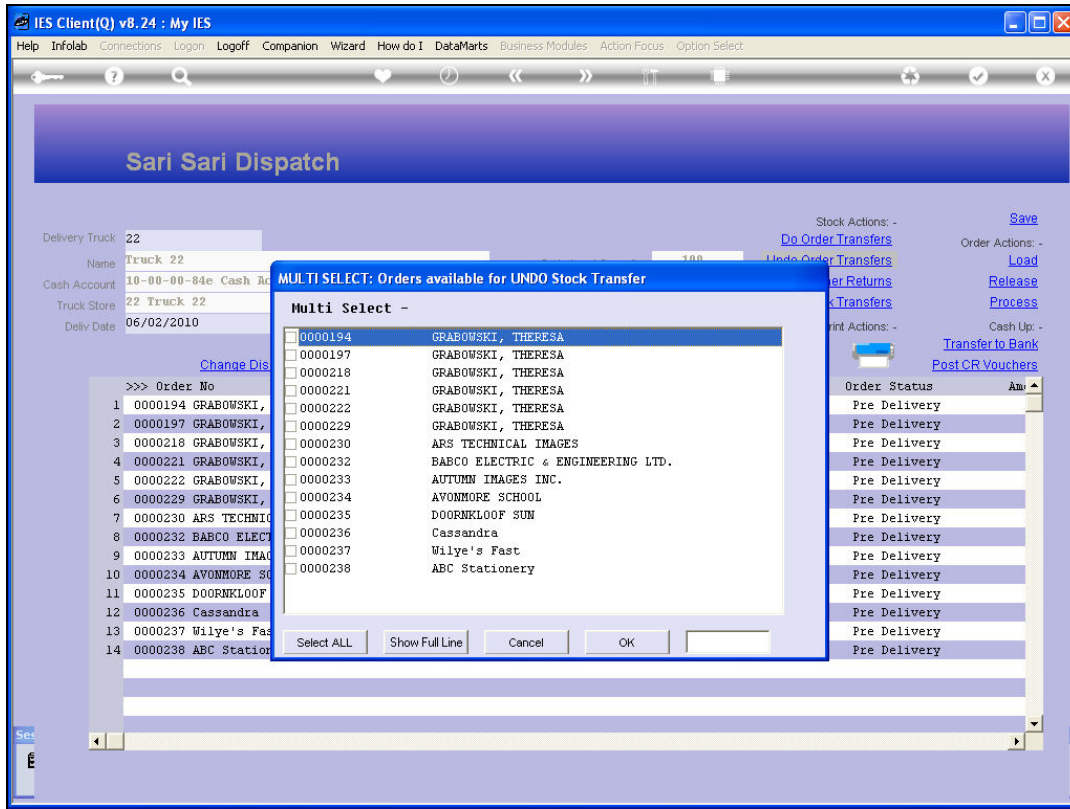 IES Client(Q) v8.24 : My IES
Help Infolab Connections Logon Logoff Companion Wizard How do I DataMarts Business Modules Action Focus Option Select
Sari Sari Dispatch
Stock Actions: - Save
Delivery Truck 22 Do Order Transfers Order Actions: -
Name Truck 22 100 Undo Order Transfers Load
Cash Account 10-00-00-84e Cash Ac er Returns Release
Truck Store 22 Truck 22 k Transfers Process
Deliv Date 06/02/2010 rint Actions: - Cash Up: -
Transfer to Bank
Change Dis Post CR Vouchers
>>> Order No Order Status Am
1 0000194 GRABOWSKI, Pre Delivery
2 0000197 GRABOWSKI, Pre Delivery
3 0000218 GRABOWSKI, Pre Delivery
4 0000221 GRABOWSKI, Pre Delivery
5 0000222 GRABOWSKI, Pre Delivery
6 0000229 GRABOWSKI, Pre Delivery
7 0000230 ARS TECHNIC Pre Delivery
8 0000232 BABCO ELECT Pre Delivery
9 0000233 AUTUMN IMAG Pre Delivery
10 0000234 AVONMORE SC Pre Delivery
11 0000235 DOORNKLOOF Pre Delivery
12 0000236 Cassandra Pre Delivery
13 0000237 Wilye's Fas Pre Delivery
14 0000238 ABC Station Pre Delivery
MULTI SELECT: Orders available for UNDO Stock Transfer
Multi Select -
0000194 GRABOWSKI, THERESA
0000197 GRABOWSKI, THERESA
0000218 GRABOWSKI, THERESA
0000221 GRABOWSKI, THERESA
0000222 GRABOWSKI, THERESA
0000229 GRABOWSKI, THERESA
0000230 ARS TECHNICAL IMAGES
0000232 BABCO ELECTRIC & ENGINEERING LTD.
0000233 AUTUMN IMAGES INC.
0000234 AVONMORE SCHOOL
0000235 DOORNKLOOF SUN
0000236 Cassandra
0000237 Wilye's Fast
0000238 ABC Stationery
Select ALL Show Full Line Cancel OK
Ses